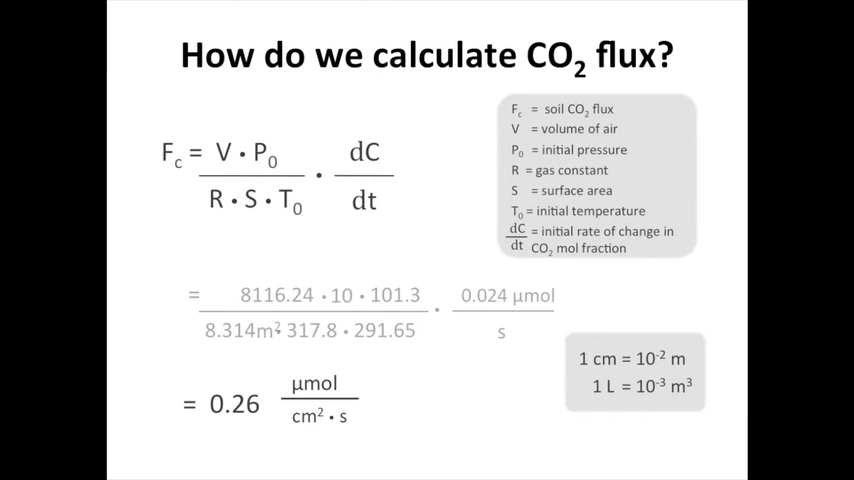 How do we calculate CO₂ flux?
F꜀ = V • P₀ • dC
R • S • T₀ dt
F꜀ = soil CO₂ flux
V = volume of air
P₀ = initial pressure
R = gas constant
S = surface area
T₀ = initial temperature
dC = initial rate of change in
dt CO₂ mol fraction
= 8116.24 • 10 • 101.3 • 0.024 μmol
8.314m²• 317.8 • 291.65 s
1 cm = 10⁻² m
1 L = 10⁻³ m³
= 0.26 μmol
cm² • s